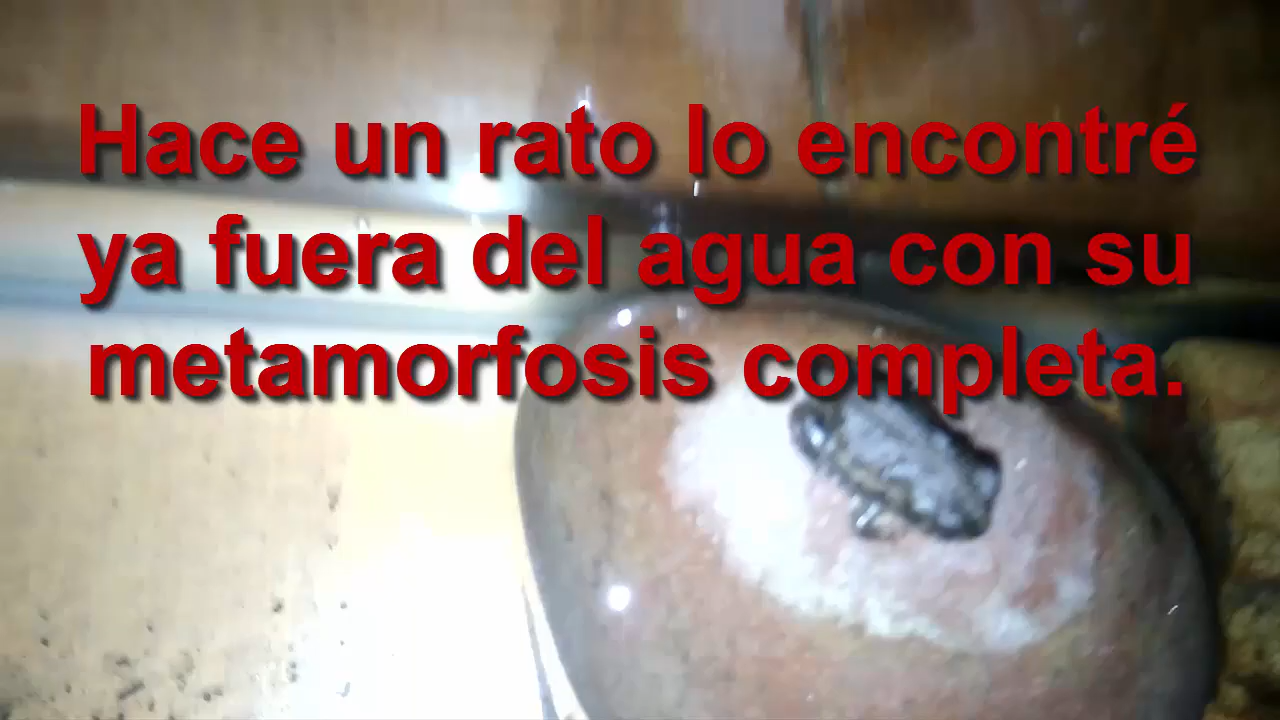 Hace un rato lo encontré
ya fuera del agua con su
metamorfosis completa.